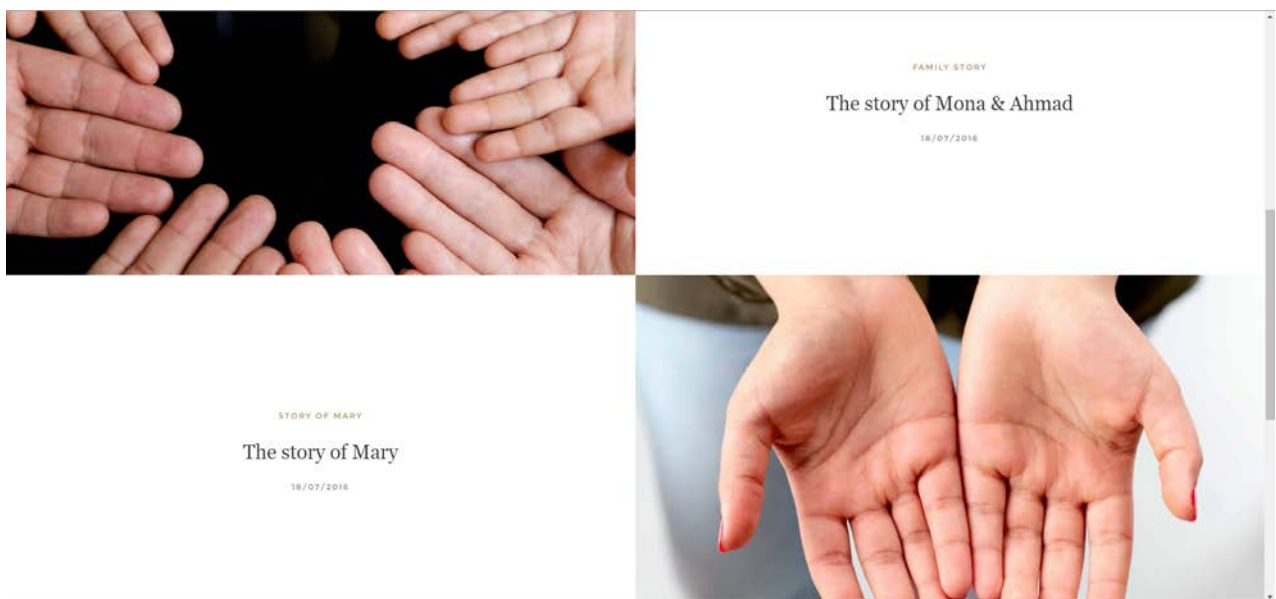 FAMILY STORY
The story of Mona & Ahmad
18/07/2016
STORY OF MARY
The story of Mary
18/07/2016